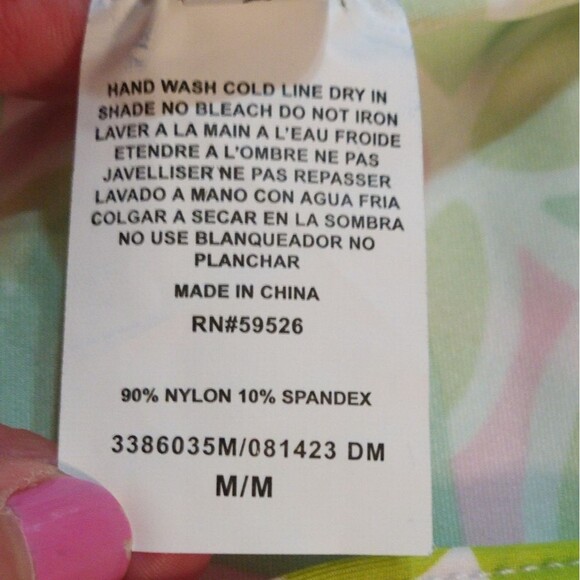 HAND WASH COLD LINE DRY IN
SHADE NO BLEACH DO NOT IRON
LAVER A LA MAIN A L'EAU FROIDE
ETENDRE A L'OMBRE NE PAS
JAVELLISER NE PAS REPASSER
LAVADO A MANO CON AGUA FRIA
COLGAR A SECAR EN LA SOMBRA
NO USE BLANQUEADOR NO
PLANCHAR
MADE IN CHINA
RN#59526
90% NYLON 10% SPANDEX
3386035M/081423 DM
M/M